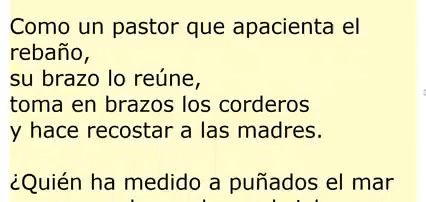 Como un pastor que apacienta el
rebaño,
su brazo lo reúne,
toma en brazos los corderos
y hace recostar a las madres.
¿Quién ha medido a puñados el mar